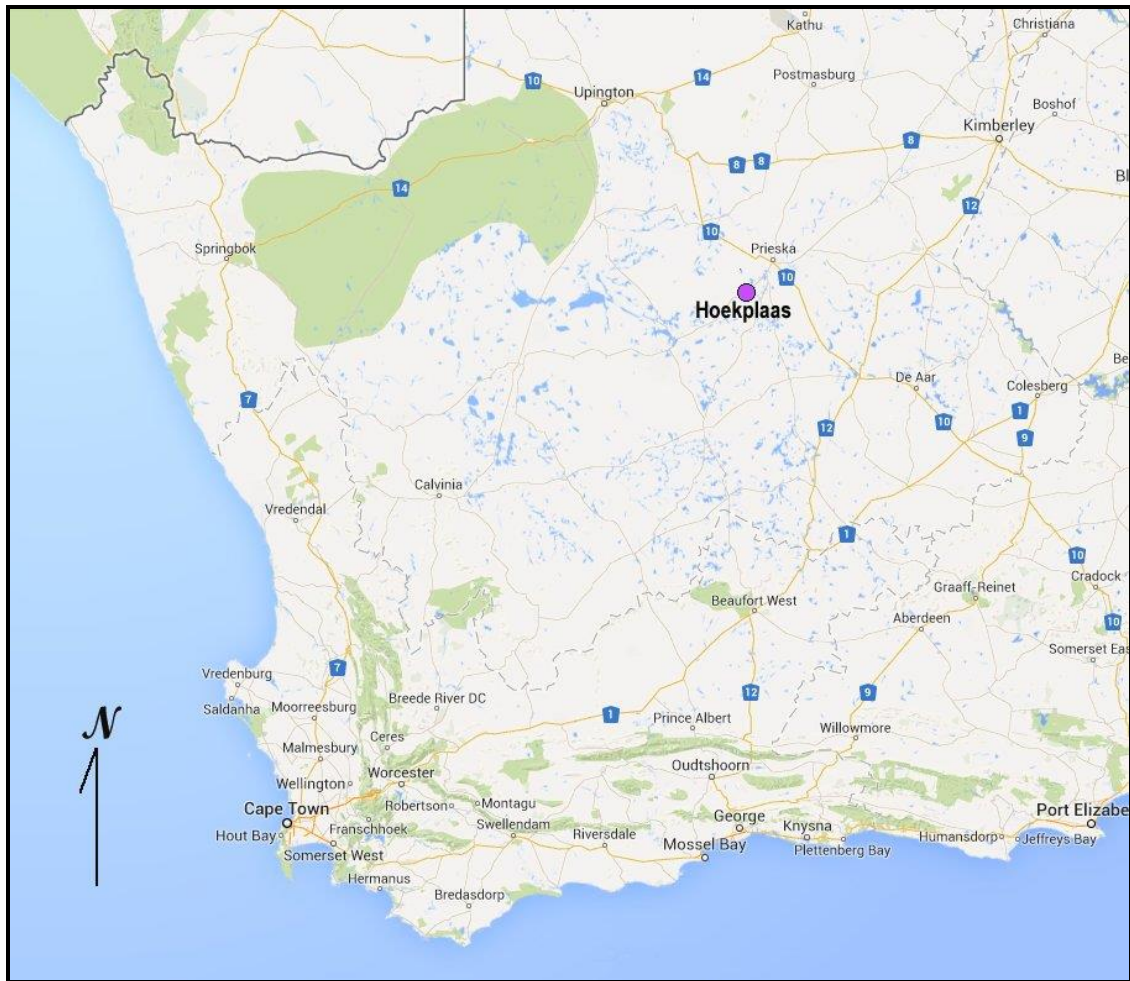 Kathu
Christiana
10
14
Postmasburg
Upington
Boshof
Kimberley
8
8
8
Bl
14
12
10
Springbok
Prieska
10
Hoekplaas
Be
De Aar
Colesberg
7
1
10
12
9
Calvinia
Vredendal
1
10
Cradock
Graaff-Reinet
Beaufort West
Aberdeen
10
Somerset Eas
7
Vredenburg
Saldanha
Breede River DC
12
9
N
Moorreesburg
1
Prince Albert
Willowmore
Ceres
Malmesbury
Oudtshoorn
Worcester
Wellington
Robertson
Montagu
Cape Town
George
Port Elizabe
Franschhoek
Swellendam
Riversdale
Knysna
Hout Bay
Humansdorp
Jeffreys Bay
Mossel Bay
Plettenberg Bay
Somerset West
Hermanus
Bredasdorp